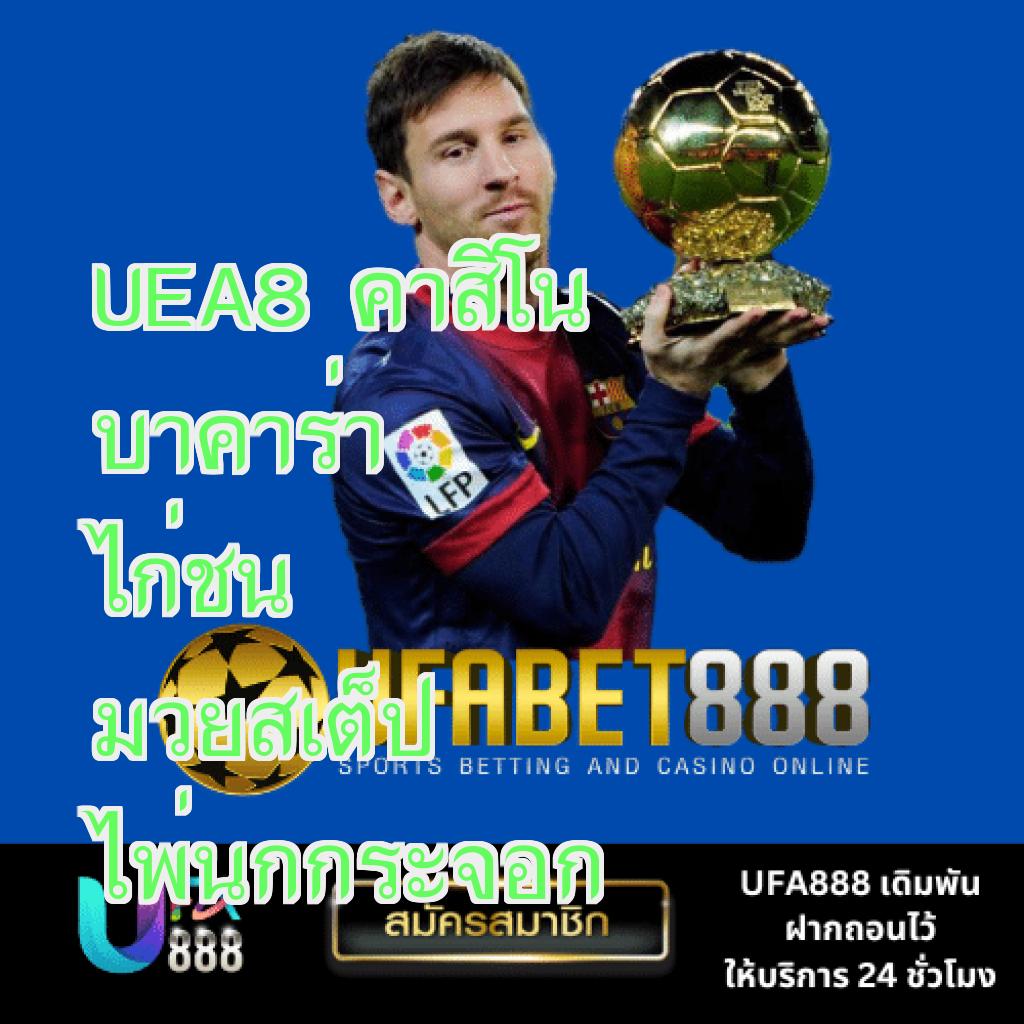 UEA8 คาสิโน
บาคาร่า
ไก่ชน
LFP
UFABET888
มวยสเต็ป
SPORTS BETTING AND CASINO ONLINE
ไพ่นกกระจอก
UFA
888
สมัครสมาชิก
UFA888 เดิมพัน
ฝากถอนไว้
ให้บริการ 24 ชั่วโมง